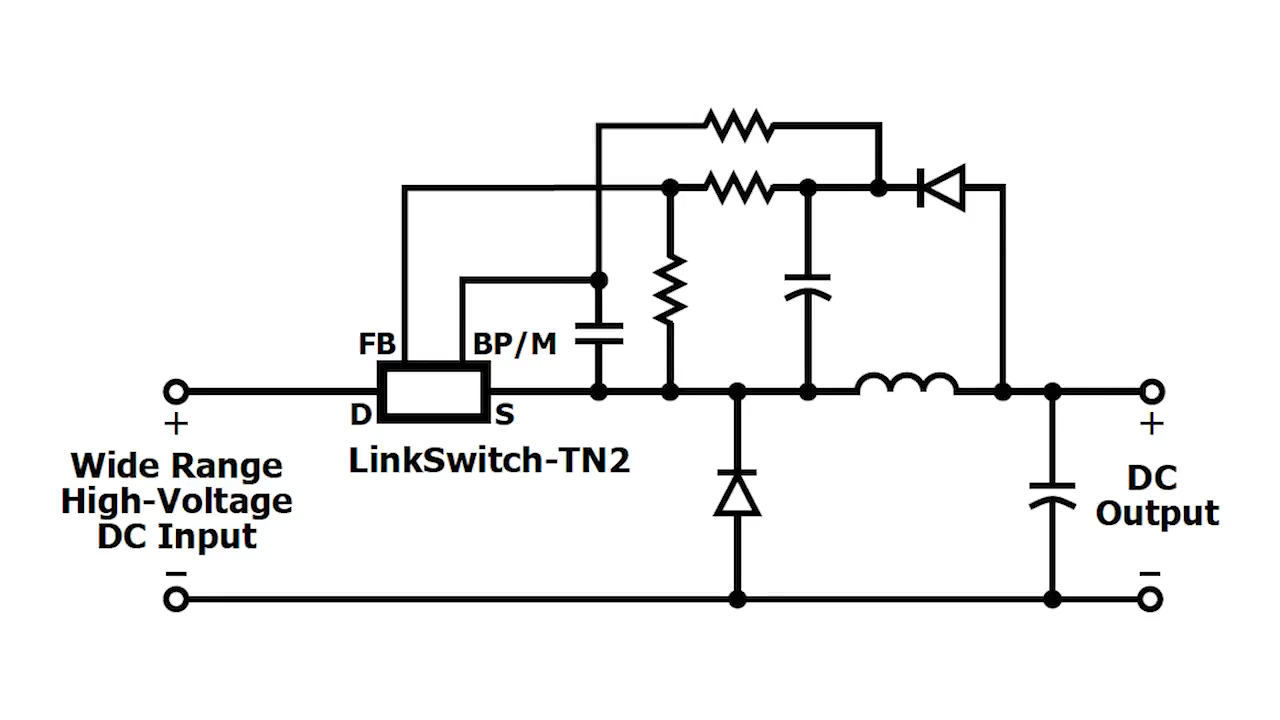 FB
BP/M
D
S
+
+
LinkSwitch-TN2
Wide Range
High-Voltage
DC Input
DC
Output
−
−